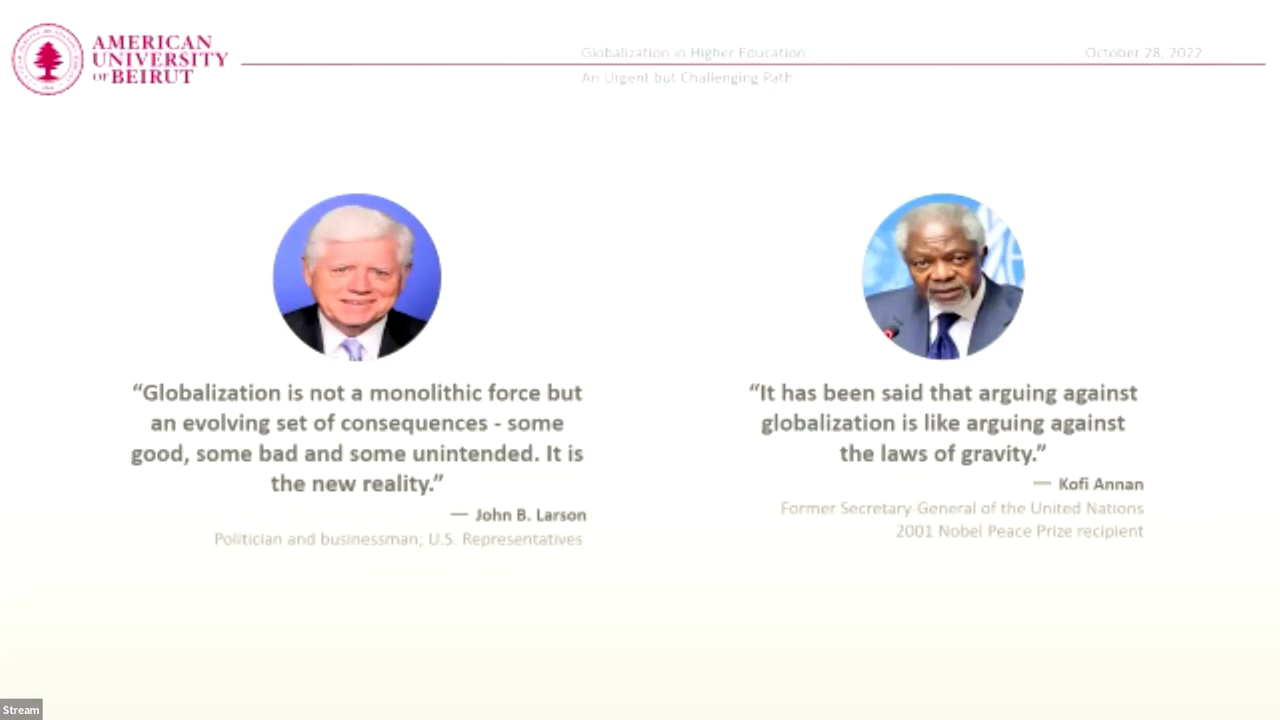 AMERICAN
UNIVERSITY
OF BEIRUT
Globalization in Higher Education
An Urgent but Challenging Path
October 28, 2022
“Globalization is not a monolithic force but
an evolving set of consequences - some
good, some bad and some unintended. It is
the new reality.”
— John B. Larson
Politician and businessman; U.S. Representatives
“It has been said that arguing against
globalization is like arguing against
the laws of gravity.”
— Kofi Annan
Former Secretary-General of the United Nations
2001 Nobel Peace Prize recipient
Stream